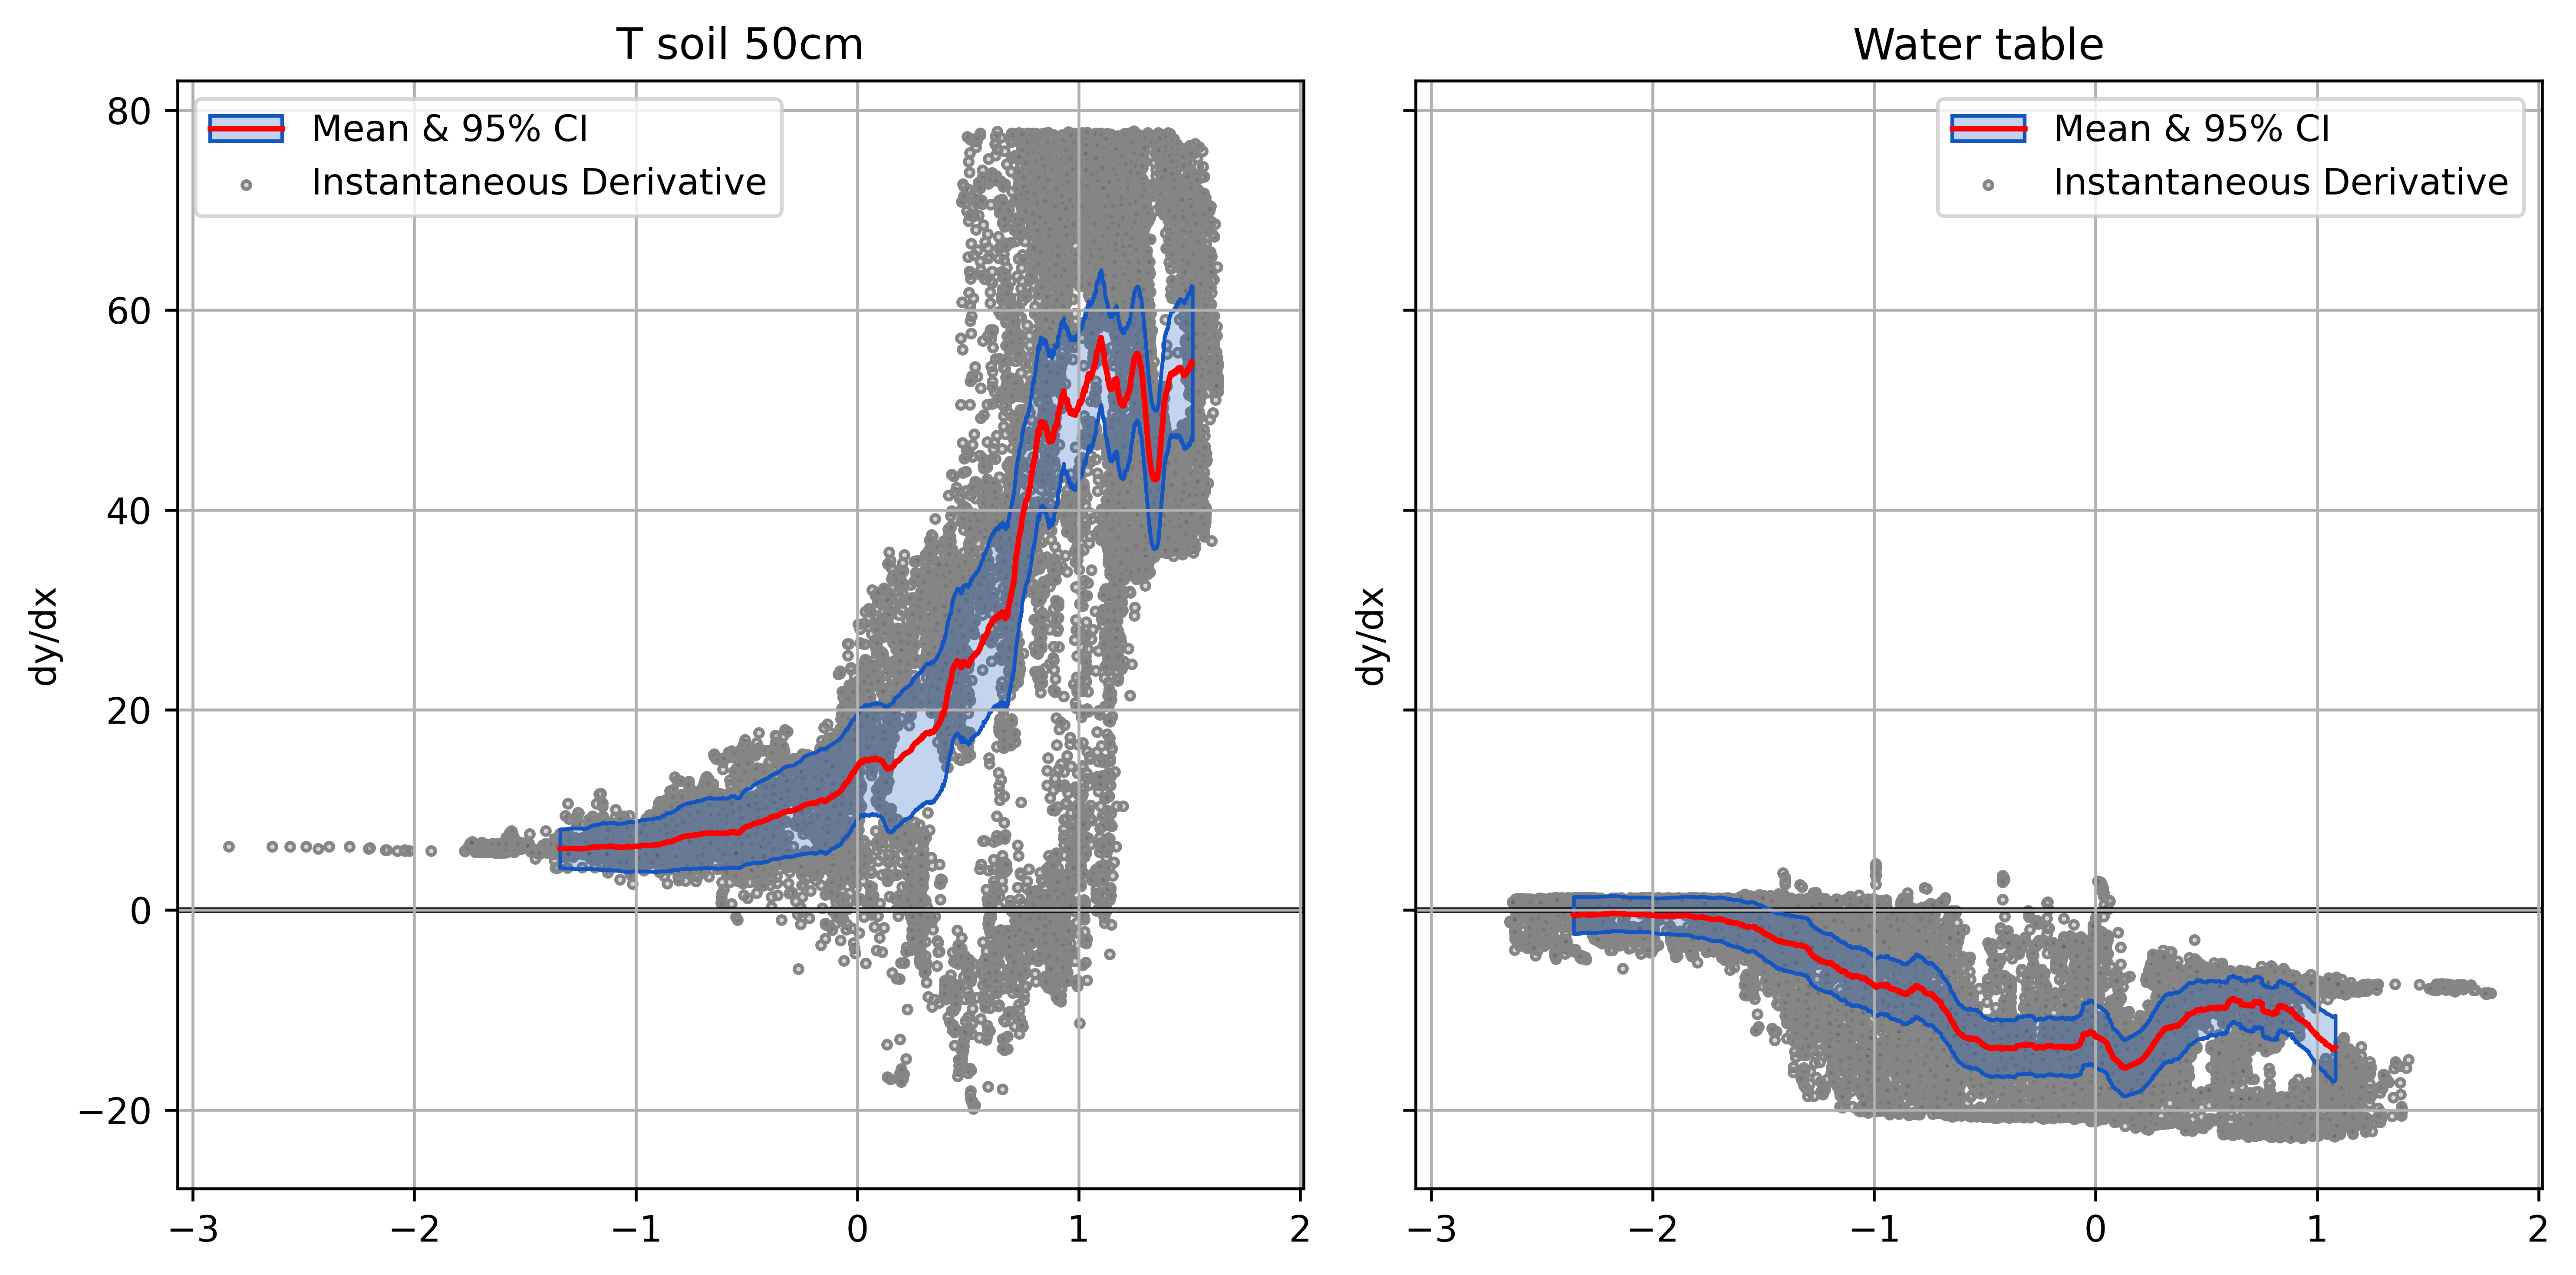 T soil 50cm
Mean & 95% CI
Instantaneous Derivative
dy/dx
80
60
40
20
0
−20
−3 −2 −1 0 1 2
Water table
Mean & 95% CI
Instantaneous Derivative
dy/dx
−3 −2 −1 0 1 2